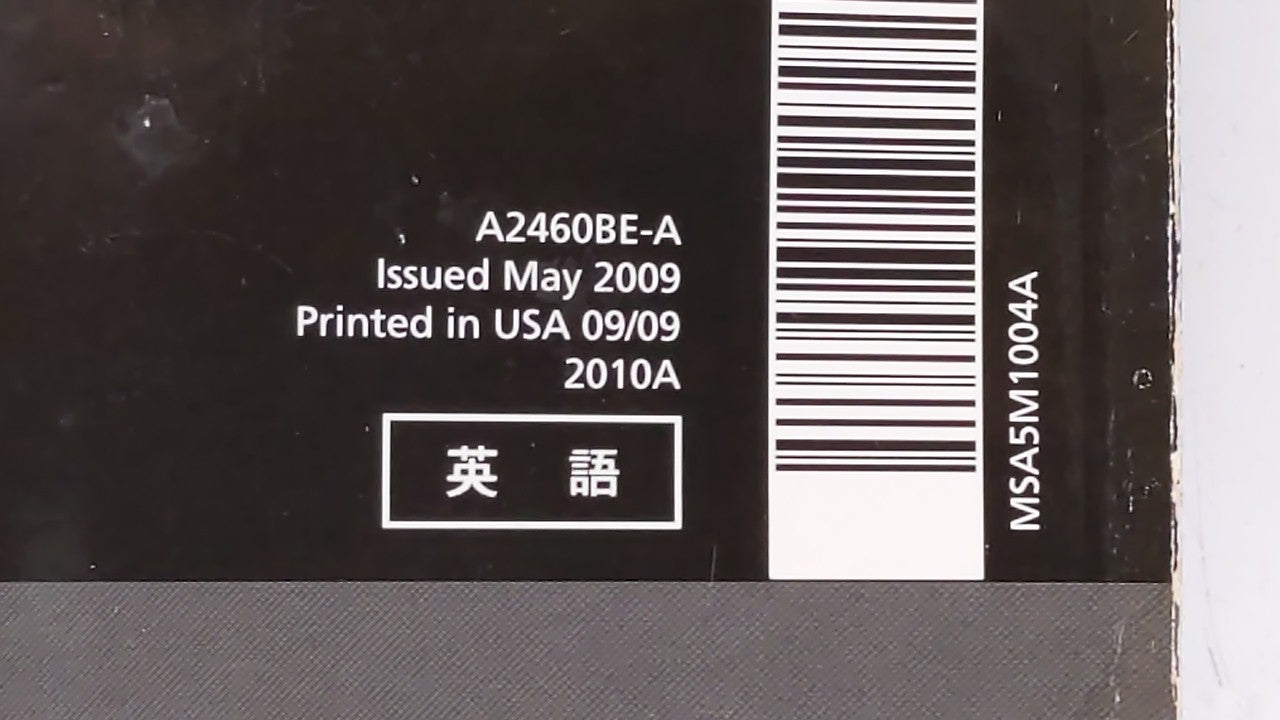 A2460BE-A
Issued May 2009
Printed in USA 09/09
2010A
英語
MSA5M1004A